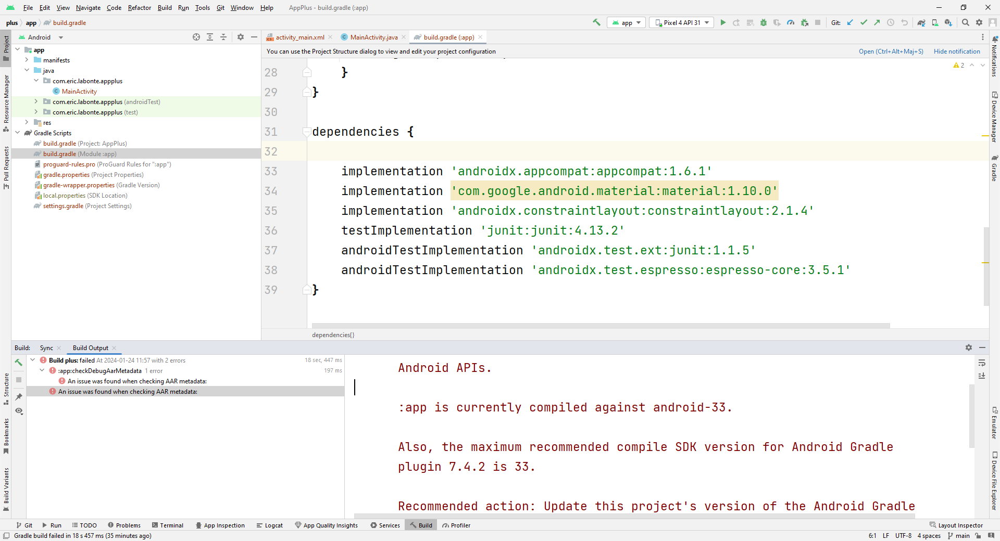 File Edit View Navigate Code Refactor Build Run Tools Git Window Help AppPlus - build.gradle (:app)
plus app build.gradle
app Pixel 4 API 31 Git:
Android
activity_main.xml MainActivity.java build.gradle (:app)
You can use the Project Structure dialog to view and edit your project configuration Open (Ctrl+Alt+Maj+S) Hide notification
Project
Resource Manager
Pull Requests
Structure
Bookmarks
Build Variants
app
manifests
java
com.eric.labonte.appplus
MainActivity
com.eric.labonte.appplus (androidTest)
com.eric.labonte.appplus (test)
res
Gradle Scripts
build.gradle (Project: AppPlus)
build.gradle (Module :app)
proguard-rules.pro (ProGuard Rules for ":app")
gradle.properties (Project Properties)
gradle-wrapper.properties (Gradle Version)
local.properties (SDK Location)
settings.gradle (Project Settings)
2
28 }
29 }
30
31 dependencies {
32
33 implementation 'androidx.appcompat:appcompat:1.6.1'
34 implementation 'com.google.android.material:material:1.10.0'
35 implementation 'androidx.constraintlayout:constraintlayout:2.1.4'
36 testImplementation 'junit:junit:4.13.2'
37 androidTestImplementation 'androidx.test.ext:junit:1.1.5'
38 androidTestImplementation 'androidx.test.espresso:espresso-core:3.5.1'
39 }
dependencies{}
Notifications
Device Manager
Gradle
Emulator
Device File Explorer
Build: Sync Build Output
Build plus: failed At 2024-01-24 11:57 with 2 errors 18 sec, 447 ms
:app:checkDebugAarMetadata 1 error 197 ms
An issue was found when checking AAR metadata:
An issue was found when checking AAR metadata:
Android APIs.
:app is currently compiled against android-33.
Also, the maximum recommended compile SDK version for Android Gradle
plugin 7.4.2 is 33.
Recommended action: Update this project's version of the Android Gradle
Git Run TODO Problems Terminal App Inspection Logcat App Quality Insights Services Build Profiler Layout Inspector
Gradle build failed in 18 s 457 ms (35 minutes ago) 6:1 LF UTF-8 4 spaces main